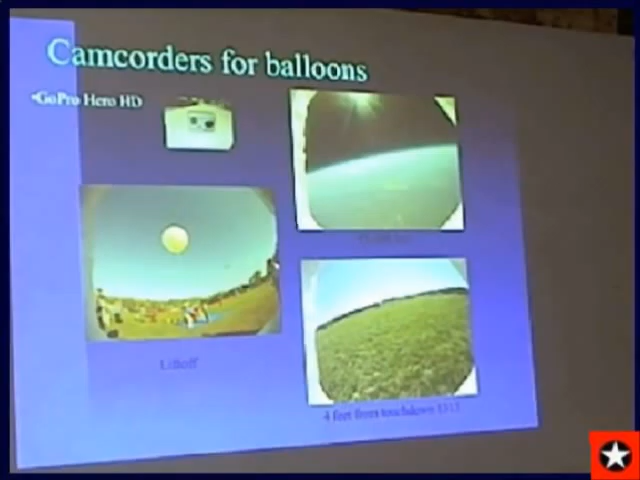 Camcorders for balloons
•GoPro Hero HD
Liftoff
4 feet from touchdown